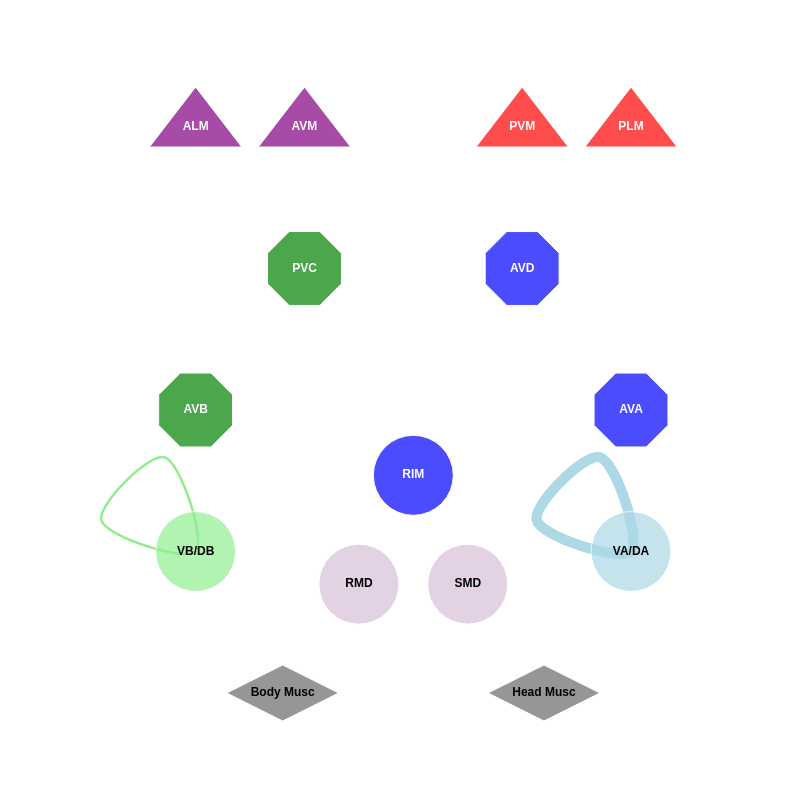 ALM
AVM
PVM
PLM
PVC
AVD
AVB
AVA
RIM
VB/DB
VA/DA
RMD
SMD
Body Musc
Head Musc